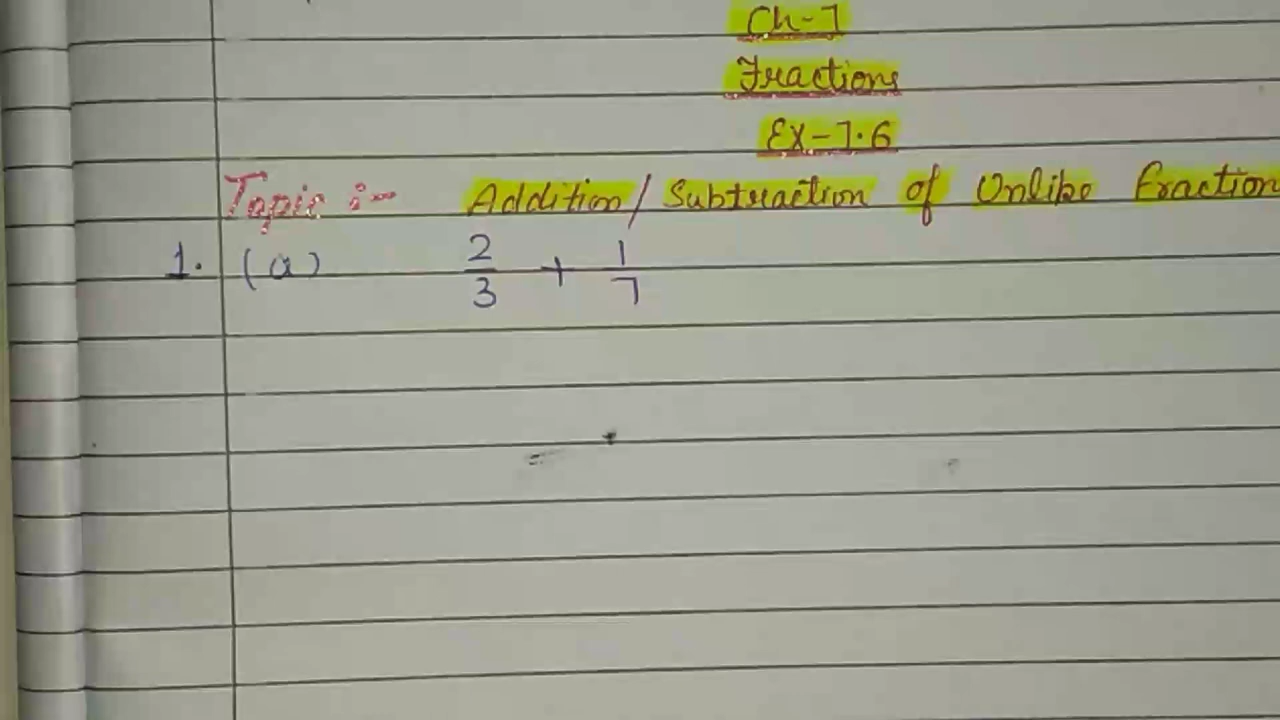 Ch-7
Fractions
Ex-7.6
Topic :- Addition/Subtraction of Unlike Fraction
1. (a) 2/3 + 1/7